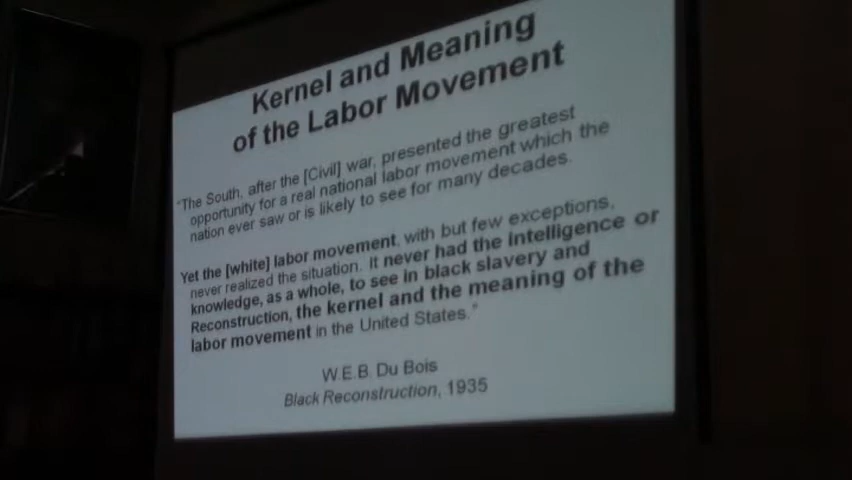 Kernel and Meaning
of the Labor Movement
"The South, after the [Civil] war, presented the greatest
opportunity for a real national labor movement which the
nation ever saw or is likely to see for many decades.
Yet the [white] labor movement, with but few exceptions,
never realized the situation. It never had the intelligence or
knowledge, as a whole, to see in black slavery and
Reconstruction, the kernel and the meaning of the
labor movement in the United States."
W.E.B. Du Bois
Black Reconstruction, 1935